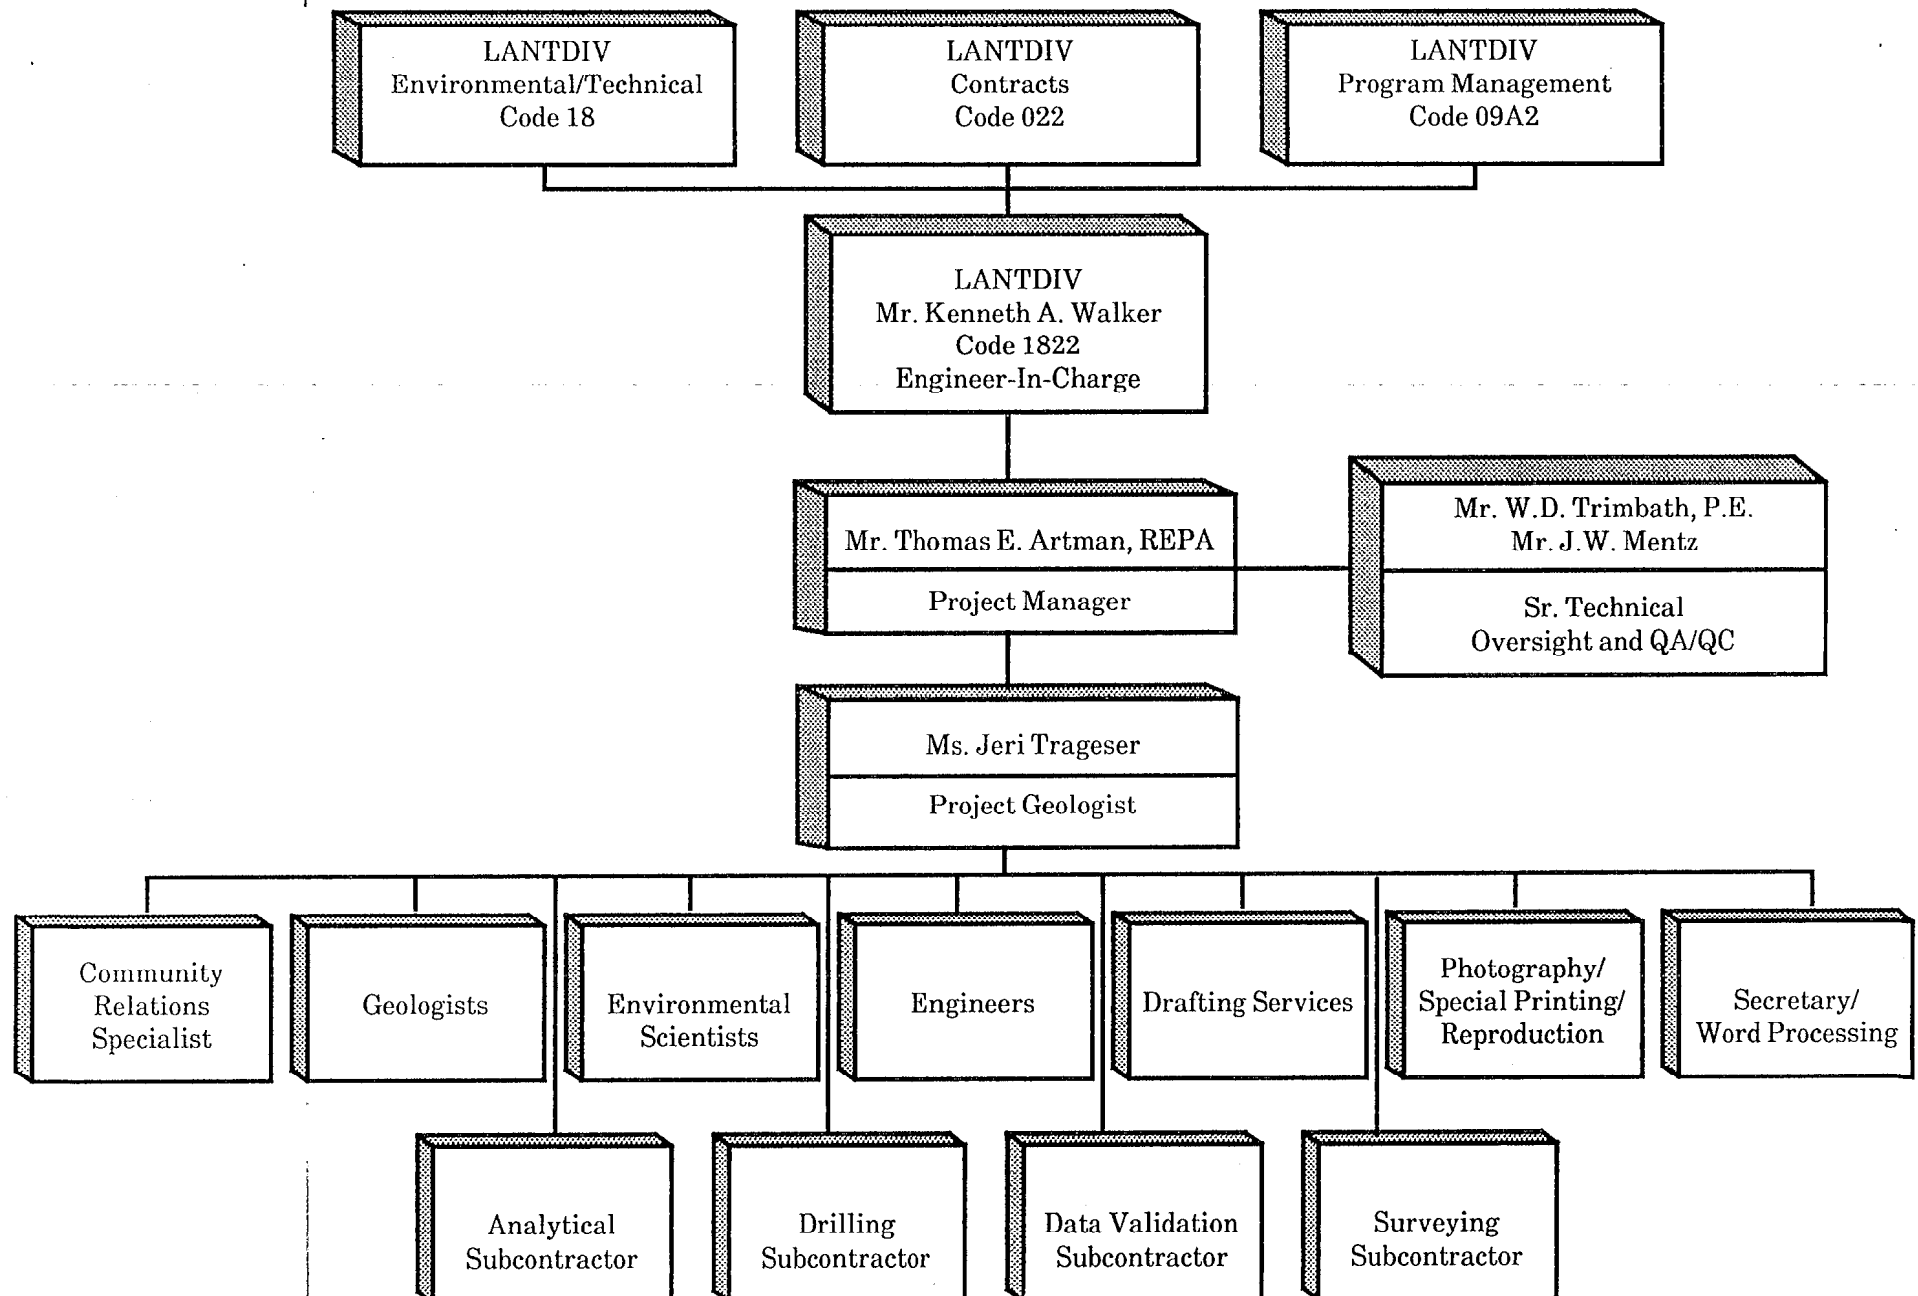 LANTDIV
Environmental/Technical
Code 18
LANTDIV
Contracts
Code 022
LANTDIV
Program Management
Code 09A2
LANTDIV
Mr. Kenneth A. Walker
Code 1822
Engineer-In-Charge
Mr. Thomas E. Artman, REPA
Project Manager
Mr. W.D. Trimbath, P.E.
Mr. J.W. Mentz
Sr. Technical
Oversight and QA/QC
Ms. Jeri Trageser
Project Geologist
Community
Relations
Specialist
Geologists
Environmental
Scientists
Engineers
Drafting Services
Photography/
Special Printing/
Reproduction
Secretary/
Word Processing
Analytical
Subcontractor
Drilling
Subcontractor
Data Validation
Subcontractor
Surveying
Subcontractor